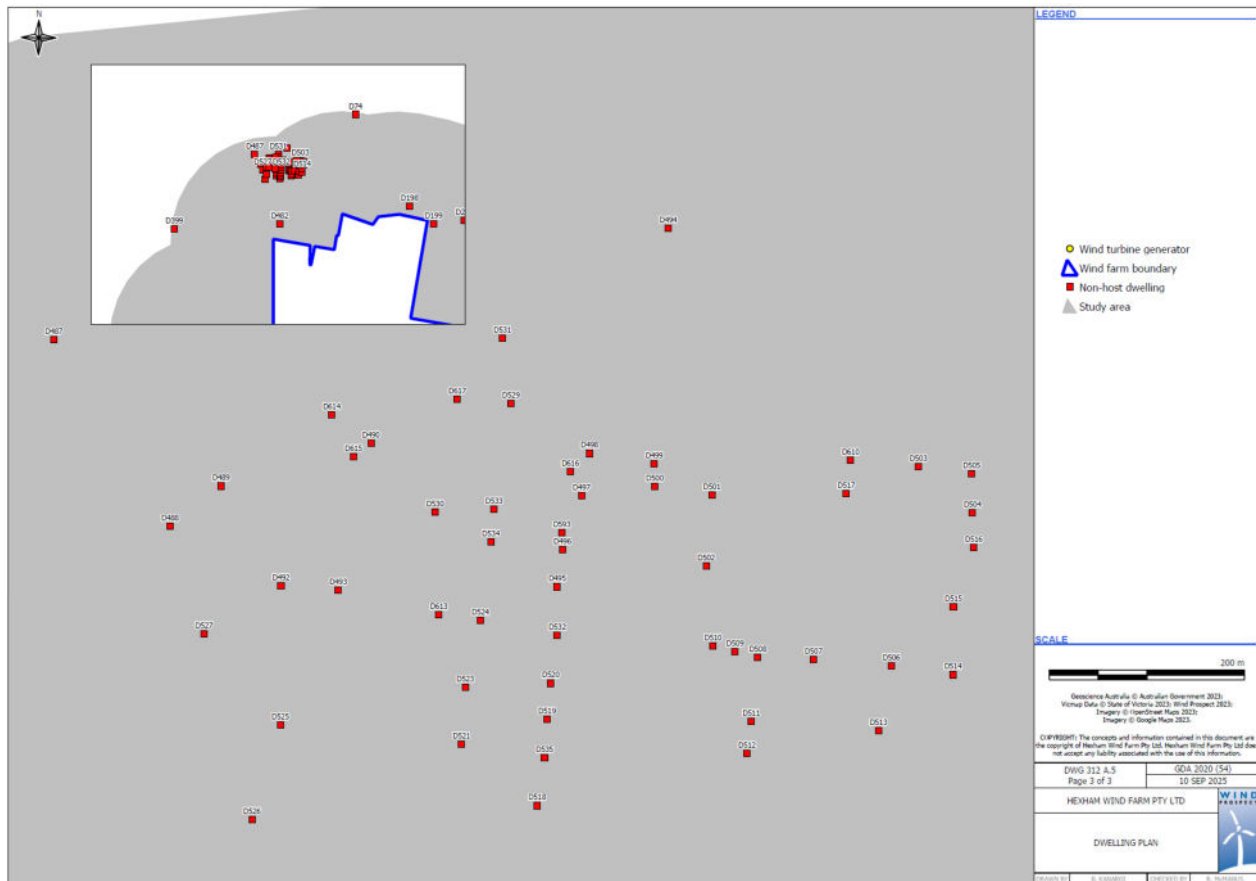 LEGEND
N
D74
D487
D531
D503
D514
D198
D482
D199
D399
D494
Wind turbine generator
Wind farm boundary
Non-host dwelling
Study area
D487
D531
D617
D529
D614
D490
D615
D498
D499
D616
D610
D503
D505
D489
D500
D497
D501
D517
D530
D533
D504
D488
D593
D534
D496
D516
D502
D492
D493
D495
D515
D613
D524
D527
D532
SCALE
D510
D509
D508
D507
D506
D514
200 m
D523
D520
Geoscience Australia © Australian Government 2023;
Vicmap Data © State of Victoria 2023; Wind Prospect 2023;
Imagery © OpenStreet Maps 2023;
Imagery © Google Maps 2023.
D525
D519
D511
D513
D521
D512
D535
COPYRIGHT: The concepts and information contained in this document are
the copyright of Hexham Wind Farm Pty Ltd. Hexham Wind Farm Pty Ltd does
not accept any liability associated with the use of this information.
DWG 312 A.5
GDA 2020 (54)
Page 3 of 3
10 SEP 2025
D518
D526
HEXHAM WIND FARM PTY LTD
WIND
PROSPECT
DWELLING PLAN